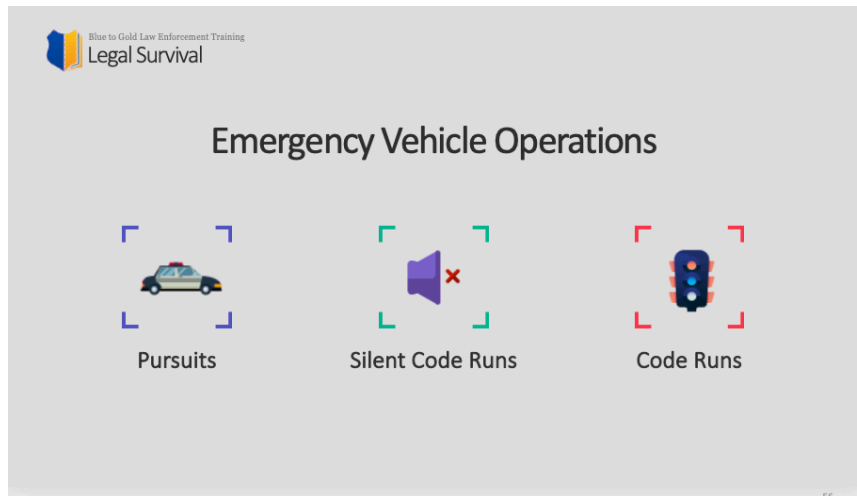 Blue to Gold Law Enforcement Training
Legal Survival
Emergency Vehicle Operations
Pursuits
Silent Code Runs
Code Runs